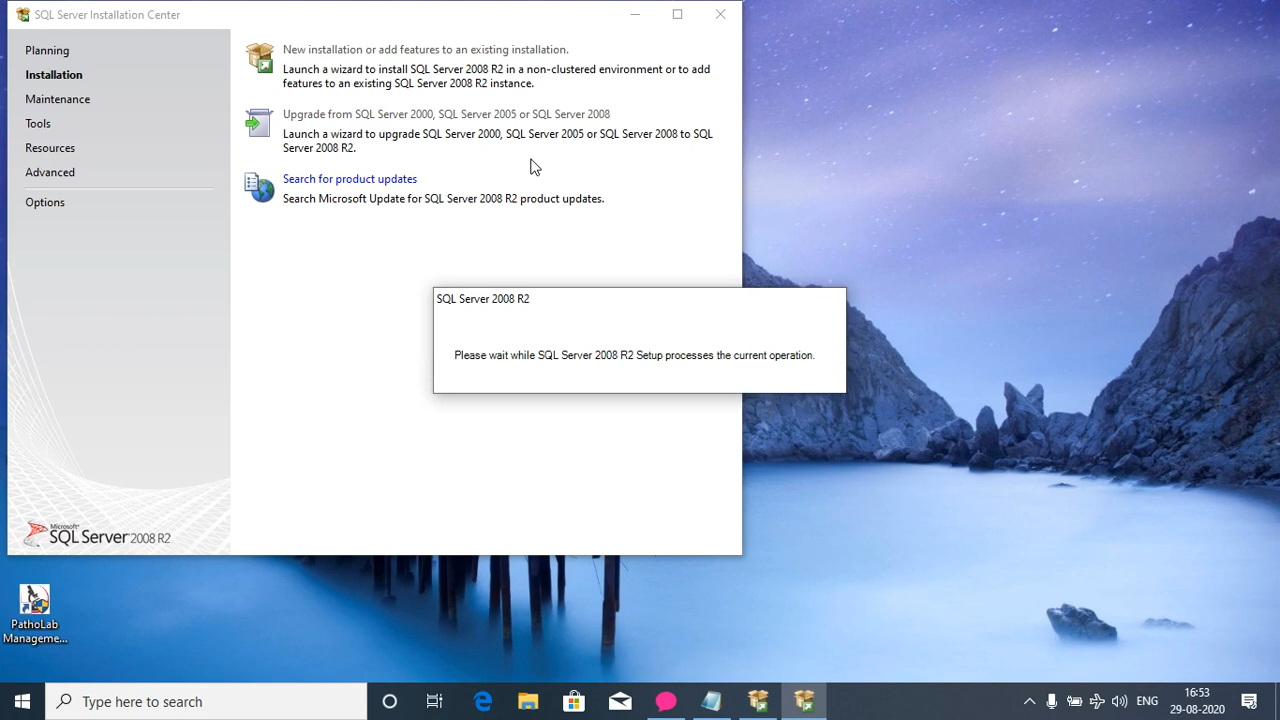 SQL Server Installation Center
Planning
Installation
Maintenance
Tools
Resources
Advanced
Options
New installation or add features to an existing installation.
Launch a wizard to install SQL Server 2008 R2 in a non-clustered environment or to add
features to an existing SQL Server 2008 R2 instance.
Upgrade from SQL Server 2000, SQL Server 2005 or SQL Server 2008
Launch a wizard to upgrade SQL Server 2000, SQL Server 2005 or SQL Server 2008 to SQL
Server 2008 R2.
Search for product updates
Search Microsoft Update for SQL Server 2008 R2 product updates.
SQL Server 2008 R2
Please wait while SQL Server 2008 R2 Setup processes the current operation.
Microsoft®
SQL Server 2008 R2
PathoLab
Manageme...
Type here to search
ENG
16:53
29-08-2020